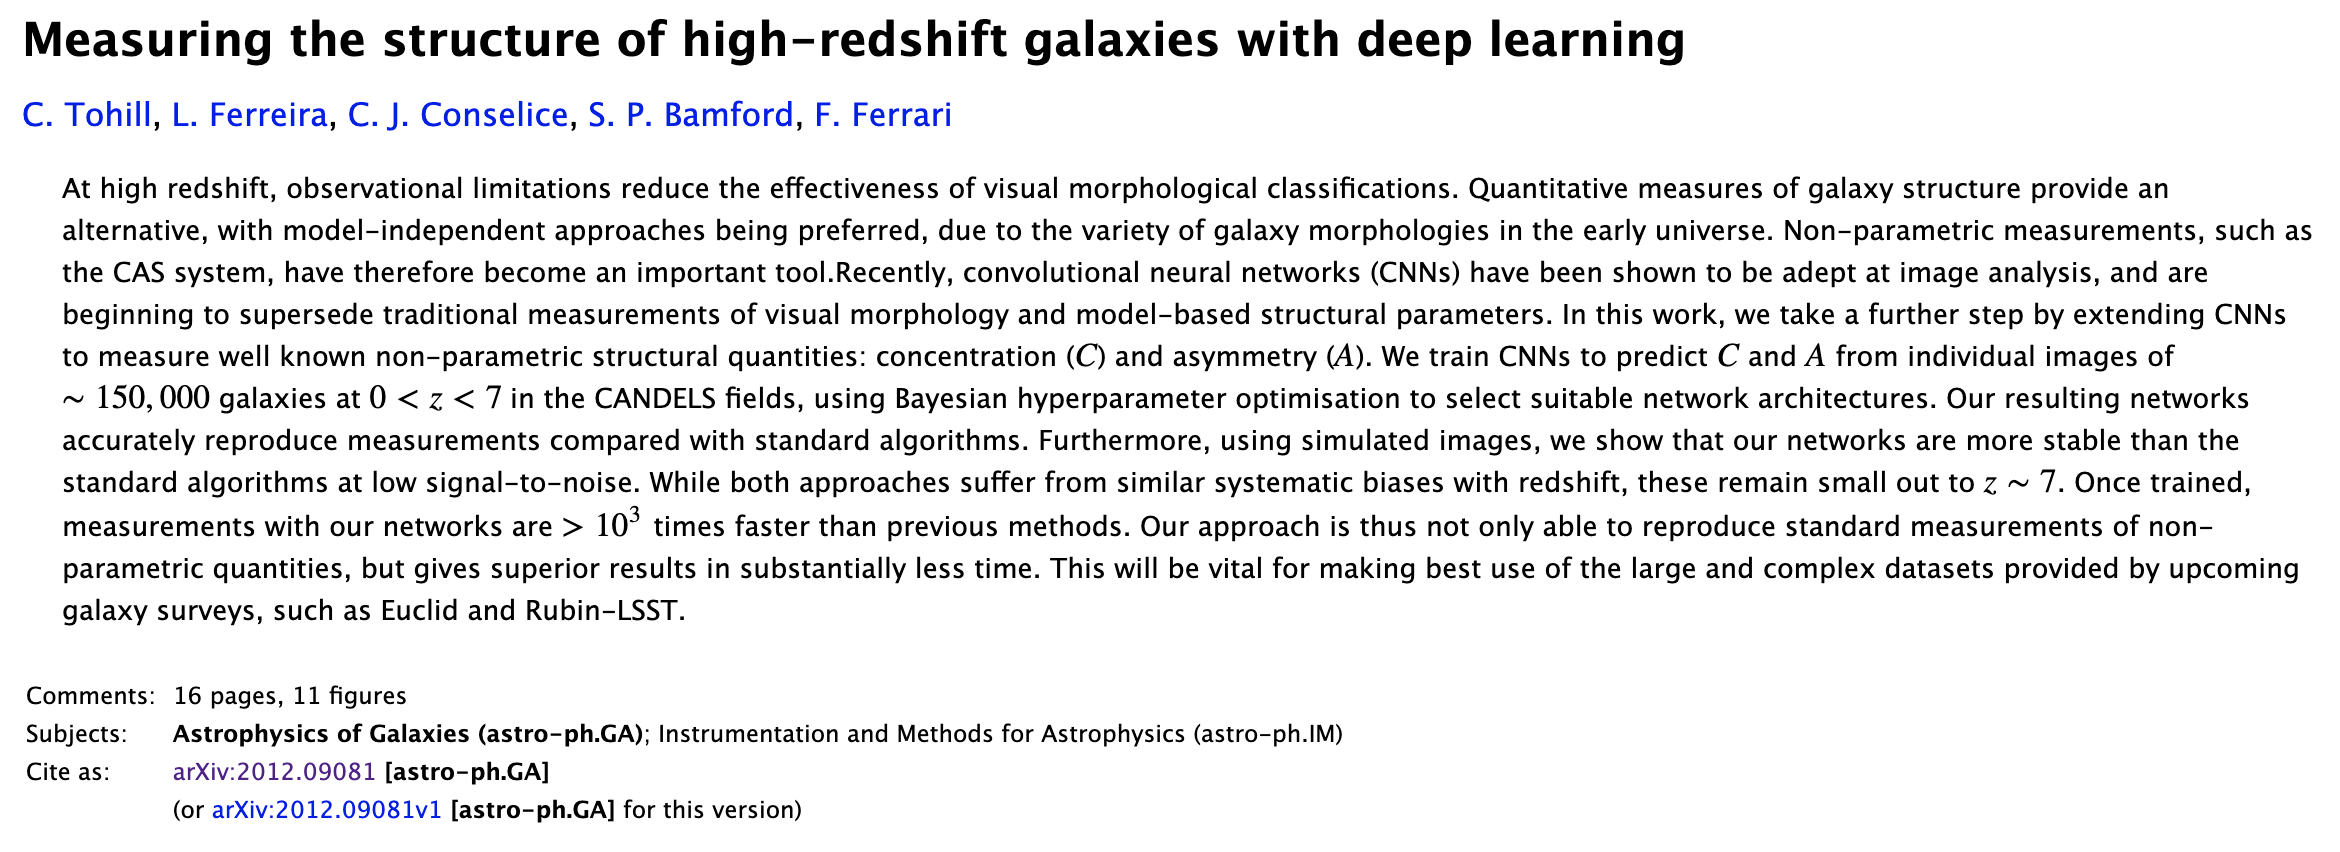 Measuring the structure of high-redshift galaxies with deep learning
C. Tohill, L. Ferreira, C. J. Conselice, S. P. Bamford, F. Ferrari
At high redshift, observational limitations reduce the effectiveness of visual morphological classifications. Quantitative measures of galaxy structure provide an
alternative, with model-independent approaches being preferred, due to the variety of galaxy morphologies in the early universe. Non-parametric measurements, such as
the CAS system, have therefore become an important tool.Recently, convolutional neural networks (CNNs) have been shown to be adept at image analysis, and are
beginning to supersede traditional measurements of visual morphology and model-based structural parameters. In this work, we take a further step by extending CNNs
to measure well known non-parametric structural quantities: concentration (C) and asymmetry (A). We train CNNs to predict C and A from individual images of
∼ 150,000 galaxies at 0 < z < 7 in the CANDELS fields, using Bayesian hyperparameter optimisation to select suitable network architectures. Our resulting networks
accurately reproduce measurements compared with standard algorithms. Furthermore, using simulated images, we show that our networks are more stable than the
standard algorithms at low signal-to-noise. While both approaches suffer from similar systematic biases with redshift, these remain small out to z ∼ 7. Once trained,
measurements with our networks are > 10³ times faster than previous methods. Our approach is thus not only able to reproduce standard measurements of non-
parametric quantities, but gives superior results in substantially less time. This will be vital for making best use of the large and complex datasets provided by upcoming
galaxy surveys, such as Euclid and Rubin-LSST.
Comments: 16 pages, 11 figures
Subjects: Astrophysics of Galaxies (astro-ph.GA); Instrumentation and Methods for Astrophysics (astro-ph.IM)
Cite as: arXiv:2012.09081 [astro-ph.GA]
(or arXiv:2012.09081v1 [astro-ph.GA] for this version)